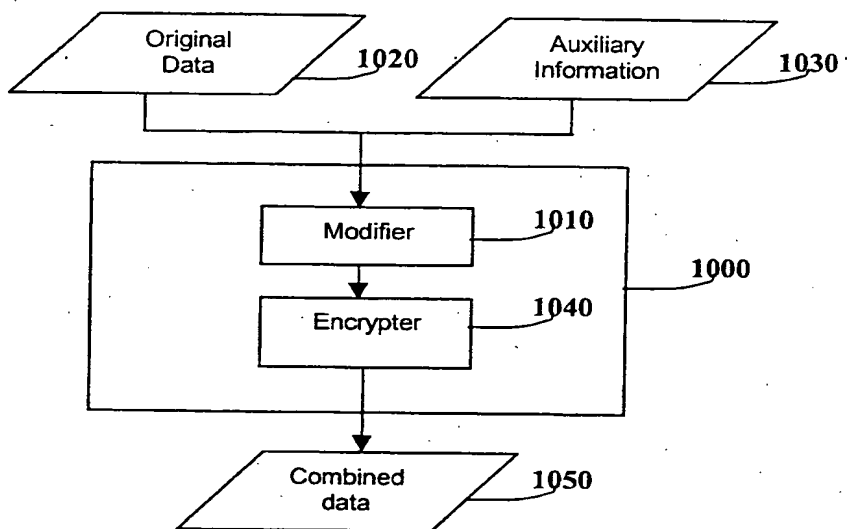 Original
Data
1020
Auxiliary
Information
1030
Modifier
1010
1000
Encrypter
1040
Combined
data
1050